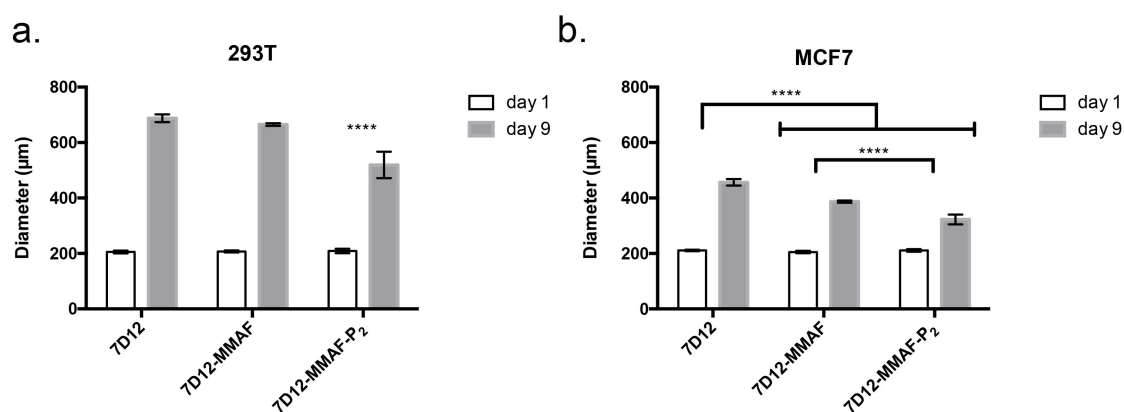 a.
293T
800
600
400
200
0
Diameter (µm)
****
day 1
day 9
7D12
7D12-MMAF
7D12-MMAF-P2
b.
MCF7
800
600
400
200
0
Diameter (µm)
****
****
day 1
day 9
7D12
7D12-MMAF
7D12-MMAF-P2